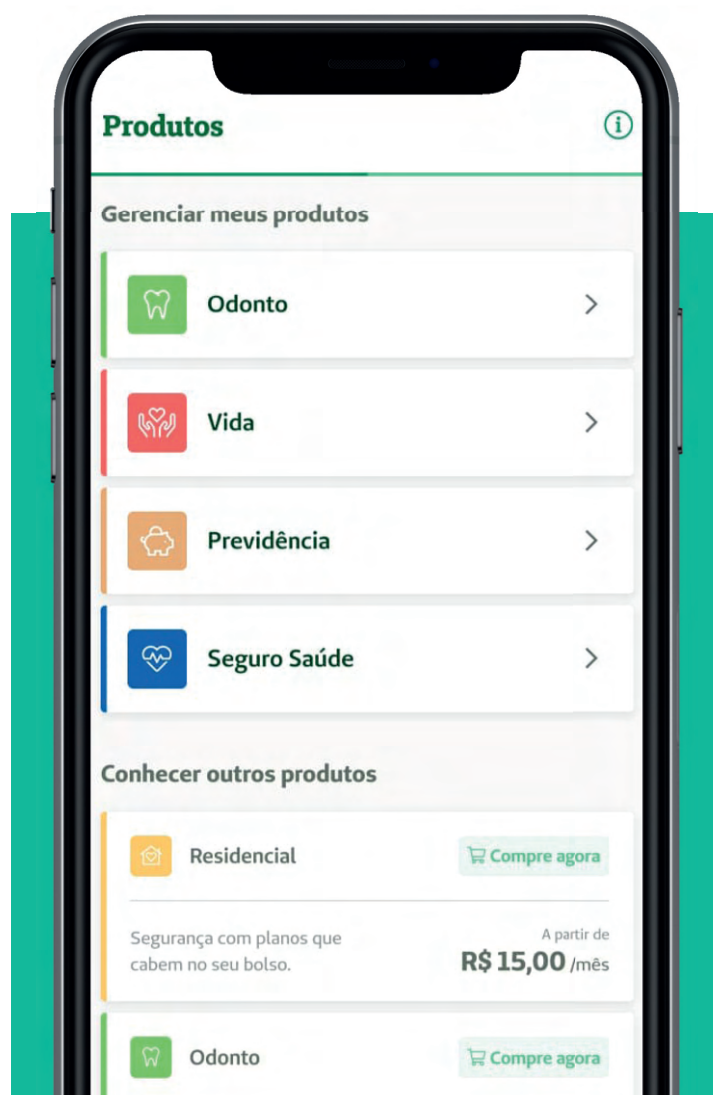 Produtos
Gerenciar meus produtos
Odonto
Vida
Previdência
Seguro Saúde
Conhecer outros produtos
Residencial
Compre agora
Segurança com planos que
cabem no seu bolso.
A partir de
R$ 15,00 /mês
Odonto
Compre agora